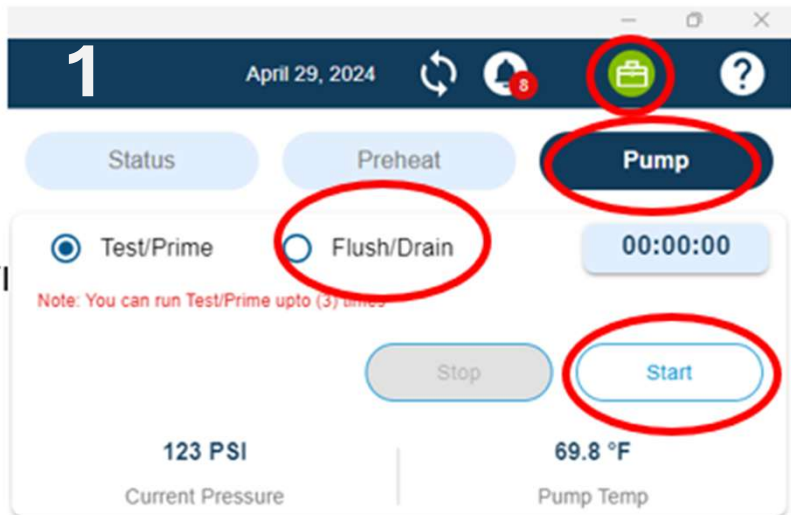 1
April 29, 2024
8
?
Status Preheat Pump
Test/Prime Flush/Drain 00:00:00
Note: You can run Test/Prime upto (3) times
Stop Start
123 PSI 69.8 °F
Current Pressure Pump Temp